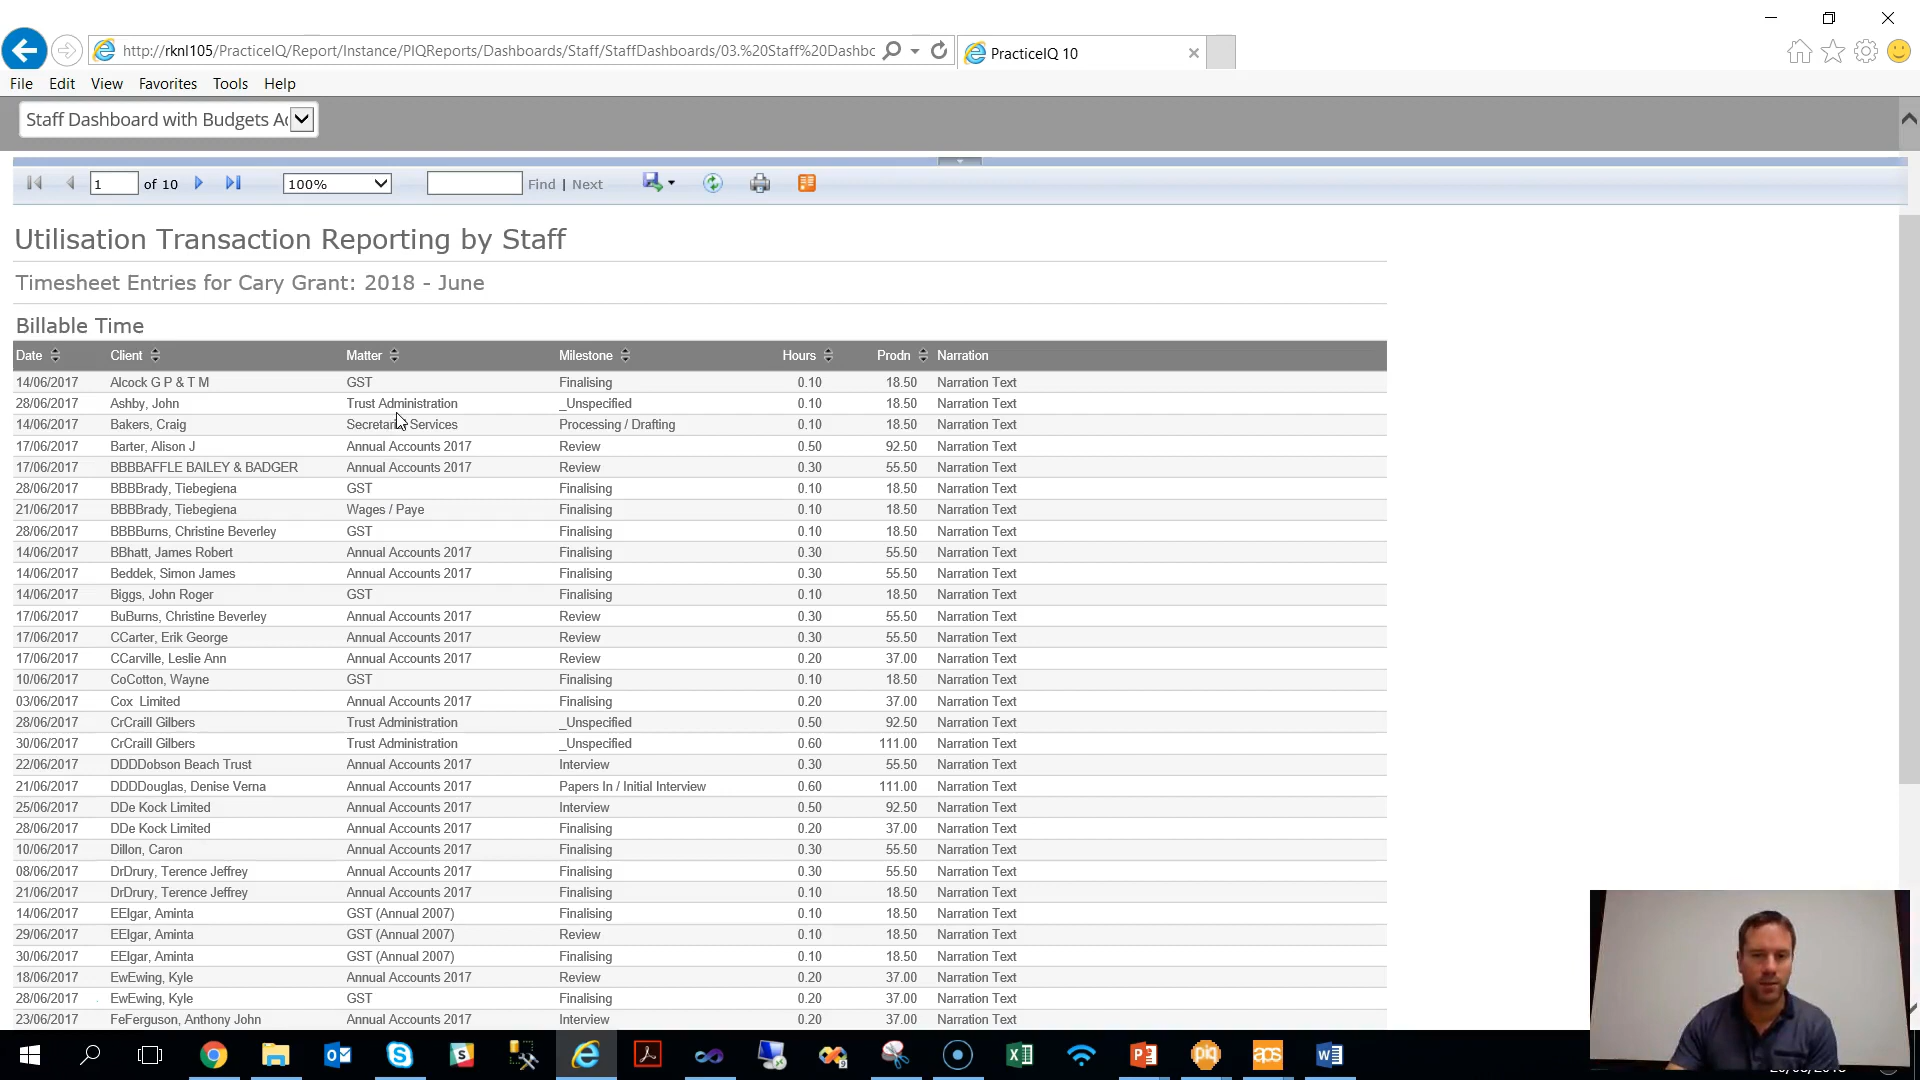 http://rknl105/PracticeIQ/Report/Instance/PIQReports/Dashboards/Staff/StaffDashboards/03.%20Staff%20Dashbc
PracticeIQ 10
File Edit View Favorites Tools Help
Staff Dashboard with Budgets
1 of 10 100% Find | Next
Utilisation Transaction Reporting by Staff
Timesheet Entries for Cary Grant: 2018 - June
Billable Time
Date Client Matter Milestone Hours Prodn Narration
14/06/2017 Alcock G P & T M GST Finalising 0.10 18.50 Narration Text
28/06/2017 Ashby, John Trust Administration _Unspecified 0.10 18.50 Narration Text
14/06/2017 Bakers, Craig Services Processing / Drafting 0.10 18.50 Narration Text
17/06/2017 Barter, Alison J Annual Accounts 2017 Review 0.50 92.50 Narration Text
17/06/2017 BBBBAFFLE BAILEY & BADGER Annual Accounts 2017 Review 0.30 55.50 Narration Text
28/06/2017 BBBBrady, Tiebegiena GST Finalising 0.10 18.50 Narration Text
21/06/2017 BBBBrady, Tiebegiena Wages / Paye Finalising 0.10 18.50 Narration Text
28/06/2017 BBBBurns, Christine Beverley GST Finalising 0.10 18.50 Narration Text
14/06/2017 BBhatt, James Robert Annual Accounts 2017 Finalising 0.30 55.50 Narration Text
14/06/2017 Beddek, Simon James Annual Accounts 2017 Finalising 0.30 55.50 Narration Text
14/06/2017 Biggs, John Roger GST Finalising 0.10 18.50 Narration Text
17/06/2017 BuBurns, Christine Beverley Annual Accounts 2017 Review 0.30 55.50 Narration Text
17/06/2017 CCarter, Erik George Annual Accounts 2017 Review 0.30 55.50 Narration Text
17/06/2017 CCarville, Leslie Ann Annual Accounts 2017 Review 0.20 37.00 Narration Text
10/06/2017 CoCotton, Wayne GST Finalising 0.10 18.50 Narration Text
03/06/2017 Cox Limited Annual Accounts 2017 Finalising 0.20 37.00 Narration Text
28/06/2017 CrCraill Gilbers Trust Administration _Unspecified 0.50 92.50 Narration Text
30/06/2017 CrCraill Gilbers Trust Administration _Unspecified 0.60 111.00 Narration Text
22/06/2017 DDDDobson Beach Trust Annual Accounts 2017 Interview 0.30 55.50 Narration Text
21/06/2017 DDDDouglas, Denise Verna Annual Accounts 2017 Papers In / Initial Interview 0.60 111.00 Narration Text
25/06/2017 DDe Kock Limited Annual Accounts 2017 Interview 0.50 92.50 Narration Text
28/06/2017 DDe Kock Limited Annual Accounts 2017 Finalising 0.20 37.00 Narration Text
10/06/2017 Dillon, Caron Annual Accounts 2017 Finalising 0.30 55.50 Narration Text
08/06/2017 DrDrury, Terence Jeffrey Annual Accounts 2017 Finalising 0.30 55.50 Narration Text
21/06/2017 DrDrury, Terence Jeffrey Annual Accounts 2017 Finalising 0.10 18.50 Narration Text
14/06/2017 EElgar, Aminta GST (Annual 2007) Finalising 0.10 18.50 Narration Text
29/06/2017 EElgar, Aminta GST (Annual 2007) Review 0.10 18.50 Narration Text
30/06/2017 EElgar, Aminta GST (Annual 2007) Finalising 0.10 18.50 Narration Text
18/06/2017 EwEwing, Kyle Annual Accounts 2017 Review 0.20 37.00 Narration Text
28/06/2017 EwEwing, Kyle GST Finalising 0.20 37.00 Narration Text
23/06/2017 FeFerguson, Anthony John Annual Accounts 2017 Interview 0.20 37.00 Narration Text
piq aps